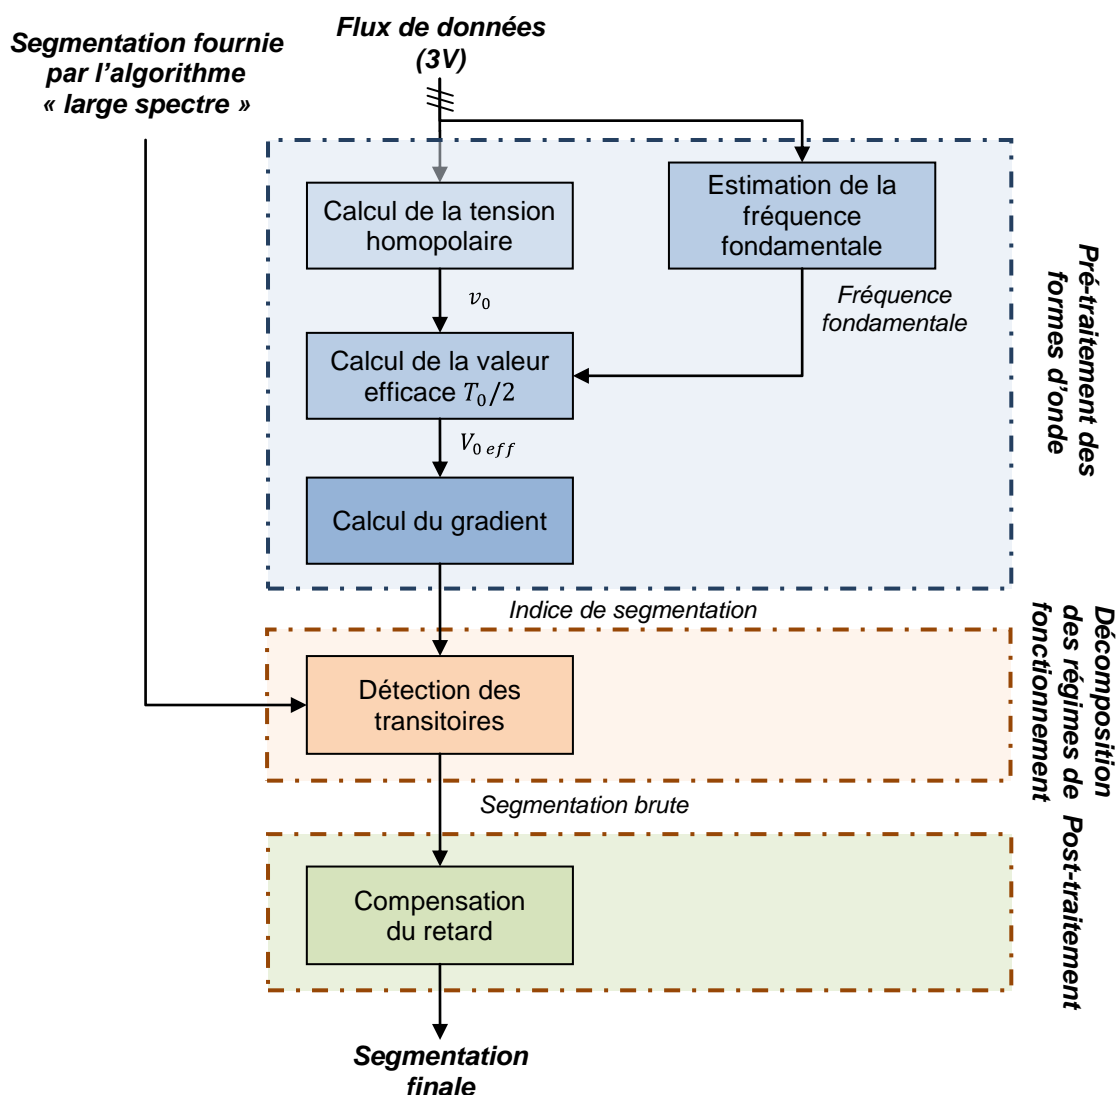 Segmentation fournie
par l’algorithme
« large spectre »
Flux de données
(3V)
Calcul de la tension
homopolaire
Estimation de la
fréquence
fondamentale
v₀
Fréquence
fondamentale
Calcul de la valeur
efficace T₀/2
V₀ eff
Calcul du gradient
Pré-traitement des
formes d’onde
Indice de segmentation
Détection des
transitoires
Décomposition
des régimes de
fonctionnement
Segmentation brute
Compensation
du retard
Post-traitement
Segmentation
finale